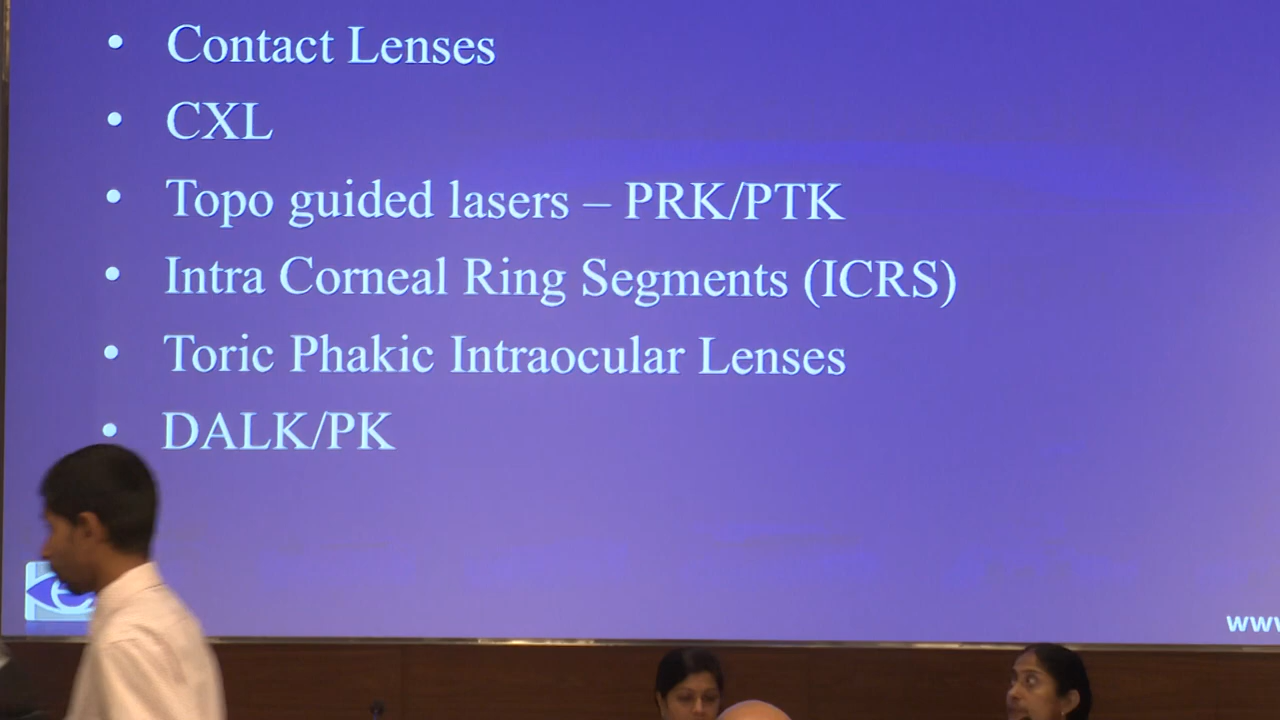 • Contact Lenses
• CXL
• Topo guided lasers – PRK/PTK
• Intra Corneal Ring Segments (ICRS)
• Toric Phakic Intraocular Lenses
• DALK/PK
e
www